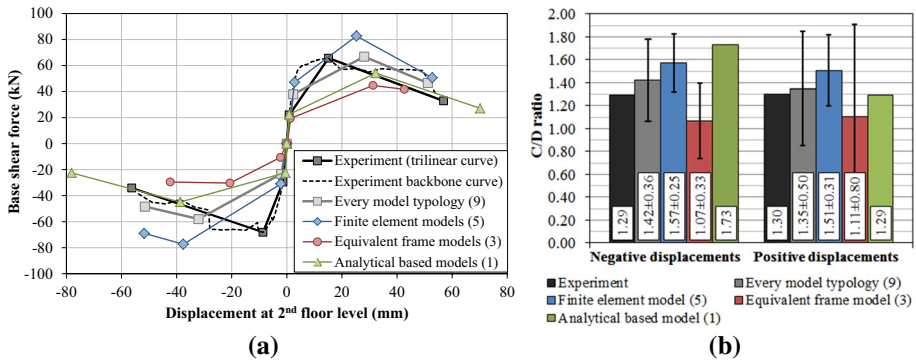 100
80
60
40
20
0
-20
-40
-60
-80
-100
Base shear force (kN)
-80 -60 -40 -20 0 20 40 60 80
Displacement at 2nd floor level (mm)
Experiment (trilinear curve)
Experiment backbone curve)
Every model typology (9)
Finite element models (5)
Equivalent frame models (3)
Analytical based models (1)
(a)
2.00
1.80
1.60
1.40
1.20
1.00
0.80
0.60
0.40
0.20
0.00
C/D ratio
1.29
1.42±0.36
1.57±0.25
1.07±0.33
1.73
1.30
1.35±0.50
1.51±0.31
1.11±0.80
1.29
Negative displacements Positive displacements
Experiment
Every model typology (9)
Finite element model (5)
Equivalent frame model (3)
Analytical based model (1)
(b)